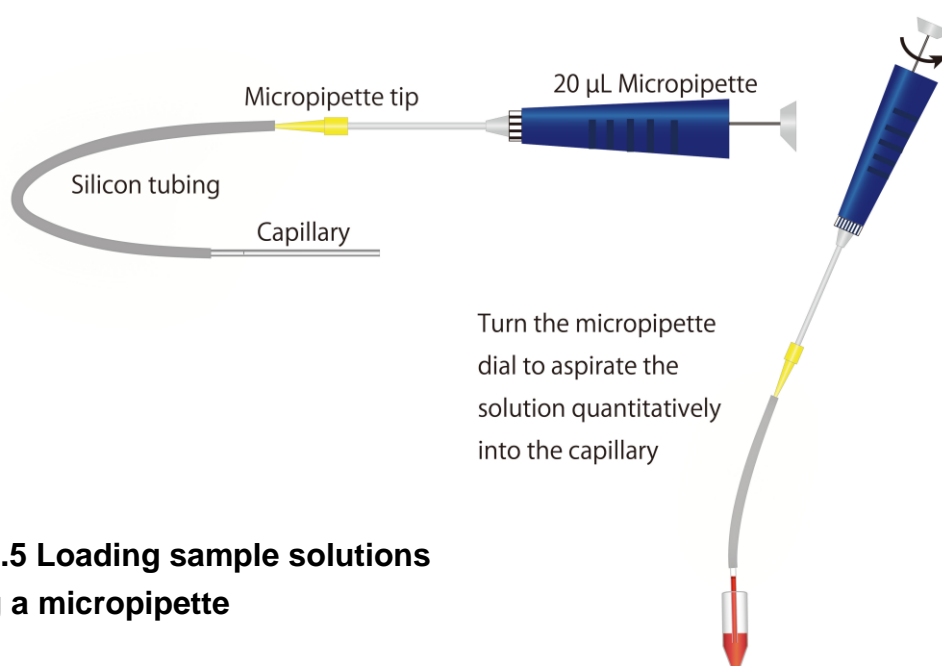 20 µL Micropipette
Micropipette tip
Silicon tubing
Capillary
Turn the micropipette
dial to aspirate the
solution quantitatively
into the capillary
.5 Loading sample solutions
a micropipette